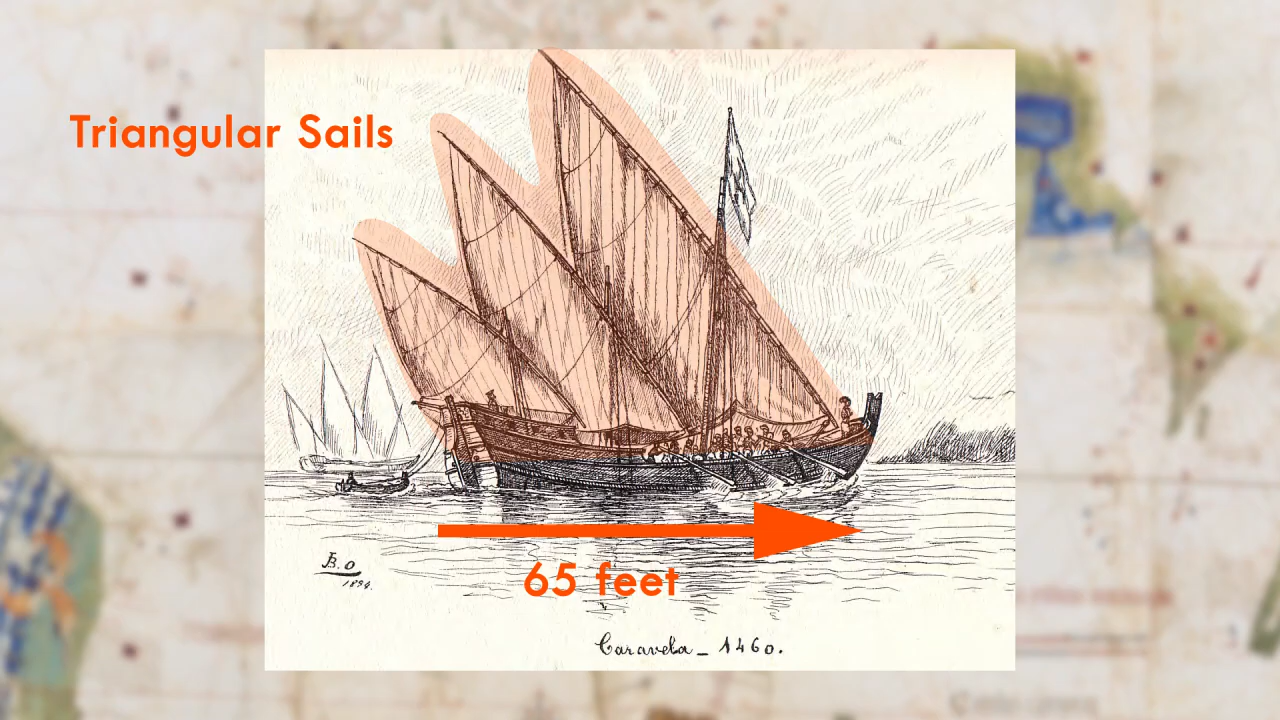 Triangular Sails
B.O
1894.
65 feet
Caravela _ 1460.